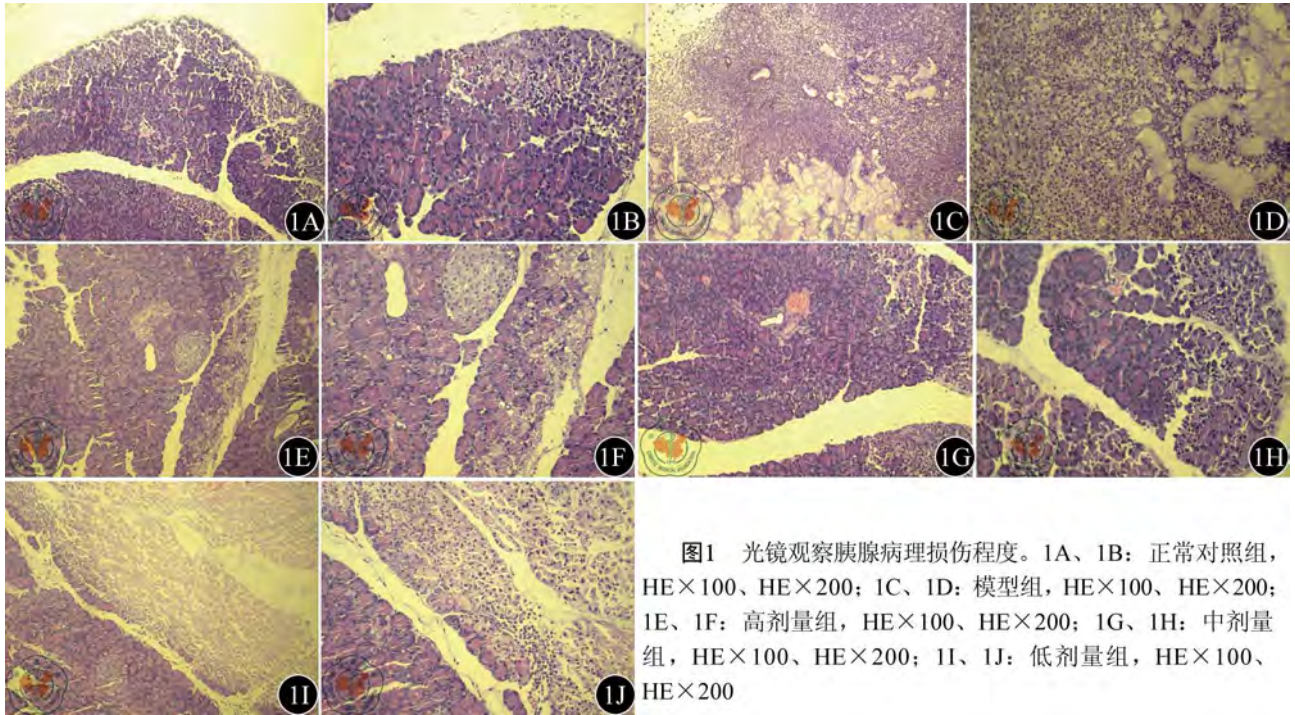 1A
1B
1C
1D
1E
1F
1G
1H
1I
1J
图1 光镜观察胰腺病理损伤程度。1A、1B：正常对照组，
HE×100、HE×200；1C、1D：模型组，HE×100、HE×200；
1E、1F：高剂量组，HE×100、HE×200；1G、1H：中剂量
组，HE×100、HE×200；1I、1J：低剂量组，HE×100、
HE×200